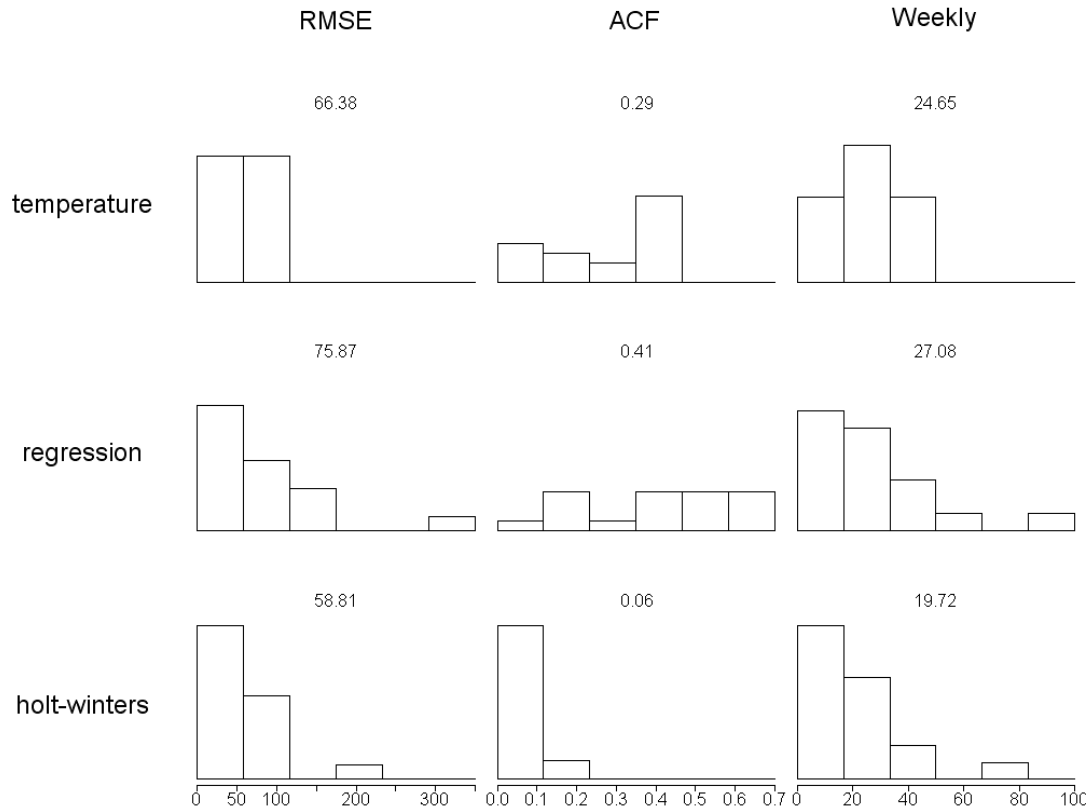 RMSE ACF Weekly
66.38 0.29 24.65
temperature
75.87 0.41 27.08
regression
58.81 0.06 19.72
holt-winters
0 50 100 300 0.0 0.1 0.2 0.3 0.4 0.5 0.6 0.7 0 20 40 60 80 100